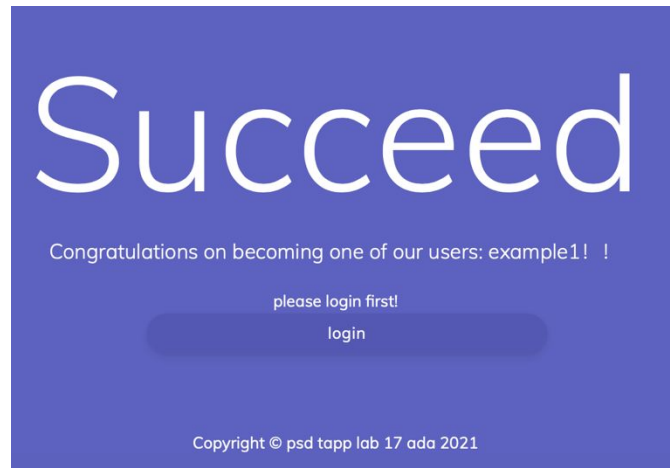 Succeed
Congratulations on becoming one of our users: example1！！
please login first!
login
Copyright © psd tapp lab 17 ada 2021